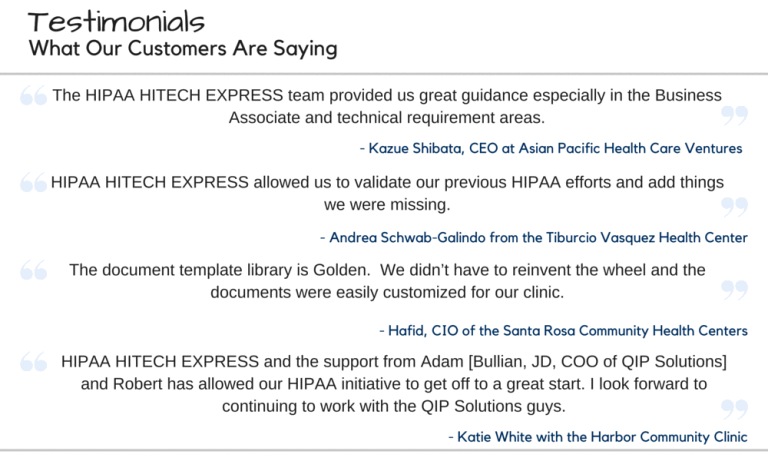 Testimonials
What Our Customers Are Saying
“ The HIPAA HITECH EXPRESS team provided us great guidance especially in the Business
Associate and technical requirement areas. ”
- Kazue Shibata, CEO at Asian Pacific Health Care Ventures
“ HIPAA HITECH EXPRESS allowed us to validate our previous HIPAA efforts and add things
we were missing. ”
- Andrea Schwab-Galindo from the Tiburcio Vasquez Health Center
“ The document template library is Golden.  We didn’t have to reinvent the wheel and the
documents were easily customized for our clinic. ”
- Hafid, CIO of the Santa Rosa Community Health Centers
“ HIPAA HITECH EXPRESS and the support from Adam [Bullian, JD, COO of QIP Solutions]
and Robert has allowed our HIPAA initiative to get off to a great start. I look forward to
continuing to work with the QIP Solutions guys. ”
- Katie White with the Harbor Community Clinic